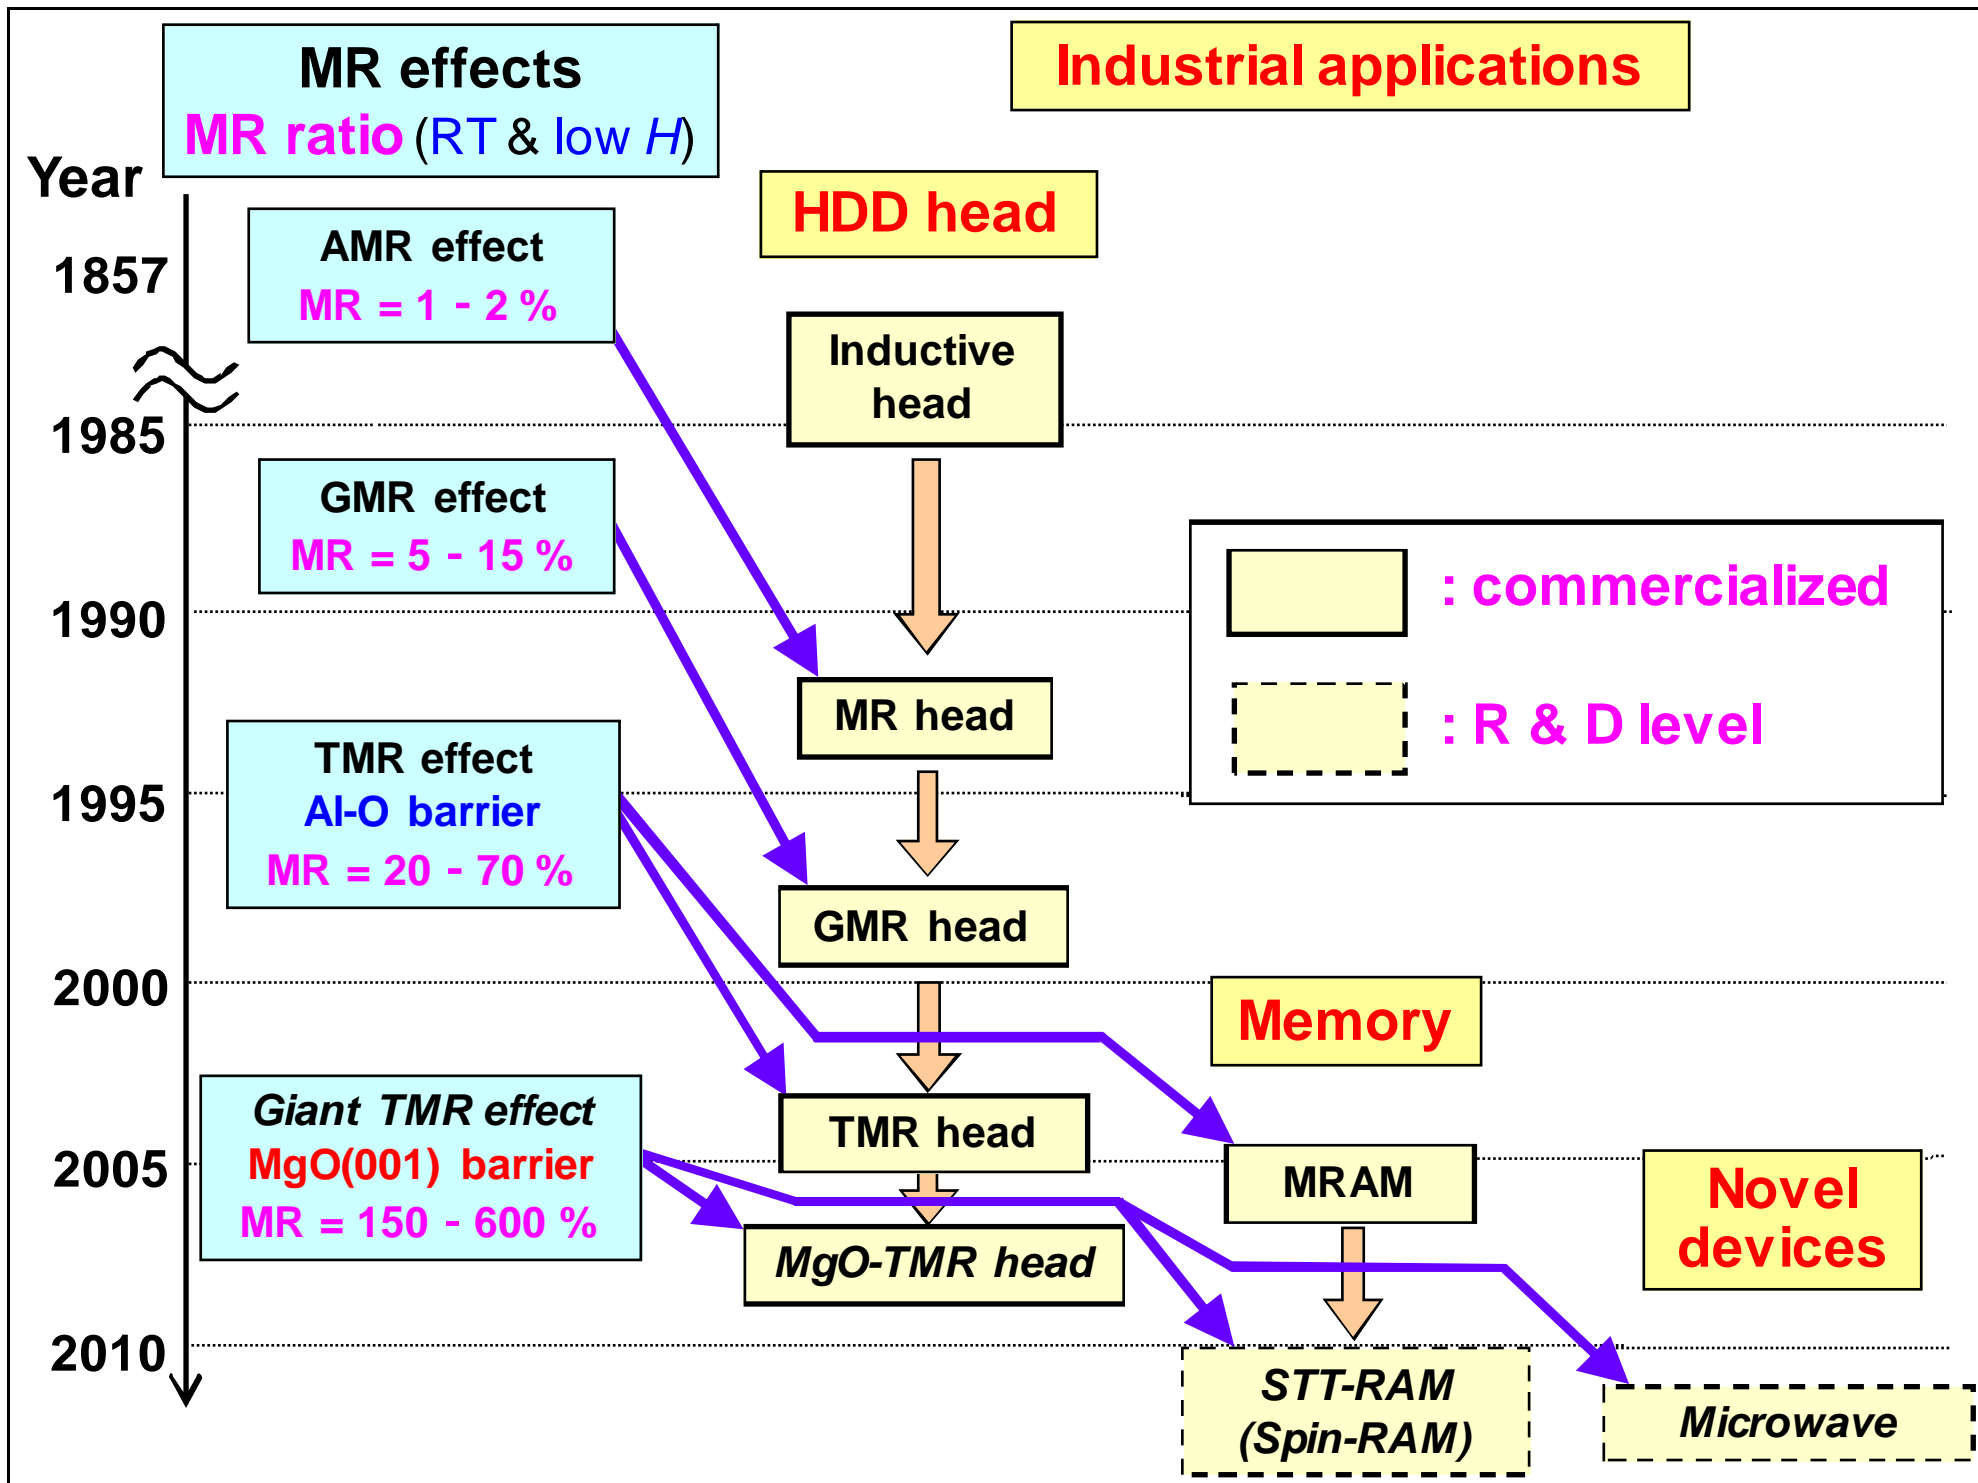 MR effects
MR ratio (RT & low H)
Industrial applications
Year
HDD head
1857
AMR effect
MR = 1 - 2 %
Inductive
head
1985
GMR effect
MR = 5 - 15 %
: commercialized
1990
MR head
: R & D level
TMR effect
Al-O barrier
MR = 20 - 70 %
1995
GMR head
2000
Memory
Giant TMR effect
MgO(001) barrier
MR = 150 - 600 %
TMR head
2005
MRAM
Novel
devices
MgO-TMR head
2010
STT-RAM
(Spin-RAM)
Microwave